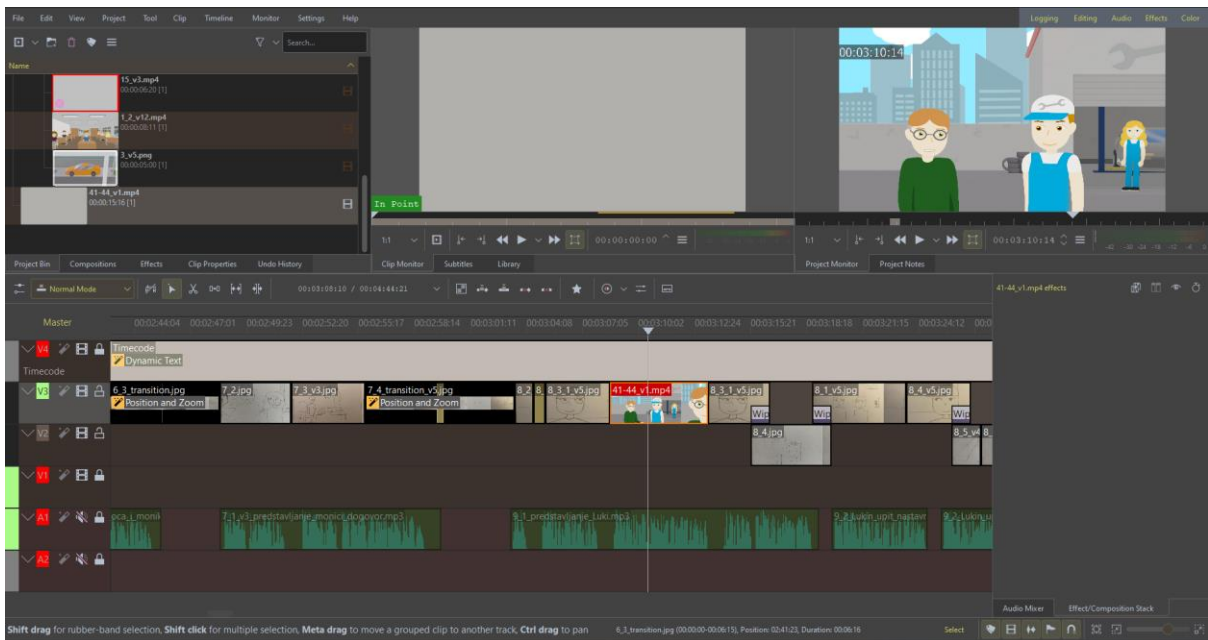 File Edit View Project Tool Clip Timeline Monitor Settings Help
Logging Editing Audio Effects Color
Search...
Name
15_v3.mp4
00:00:06:20 [1]
1_2_v12.mp4
00:00:08:11 [1]
3_v5.png
00:00:05:00 [1]
41-44_v1.mp4
00:00:15:16 [1]
In Point
00:03:10:14
1:1 00:00:00:00
1:1 00:03:10:14
Project Bin Compositions Effects Clip Properties Undo History
Clip Monitor Subtitles Library
Project Monitor Project Notes
Normal Mode 00:03:08:10 / 00:04:44:21
41-44_v1.mp4 effects
Master 00:02:44:04 00:02:47:01 00:02:49:23 00:02:52:20 00:02:55:17 00:02:58:14 00:03:01:11 00:03:04:08 00:03:07:05 00:03:10:02 00:03:12:24 00:03:15:21 00:03:18:18 00:03:21:15 00:03:24:12 00:0
V4 Timecode
Dynamic Text
Timecode
V3 6_3_transition.jpg 7_2.jpg 7_3_v3.jpg 7_4_transition_v5.jpg 8_2 8_ 8_3_1_v5.jpg 41-44_v1.mp4 8_3_1_v5.jpg 8_1_v5.jpg 8_4_v5.jpg
Position and Zoom Position and Zoom
Wip Wip Wip
V2 8_4.jpg 8_5_v4 8_
V1
A1 oca_i_monik 7_1_v3_predstavljanje_monici_dogovor.mp3 9_1_predstavljanje_Luki.mp3 9_2_Lukin_upit_nastavr 9_2_Lukin_u
A2
Audio Mixer Effect/Composition Stack
Shift drag for rubber-band selection, Shift click for multiple selection, Meta drag to move a grouped clip to another track, Ctrl drag to pan 6_3_transition.jpg (00:00:00-00:06:15), Position: 02:41:23, Duration: 00:06:16 Select